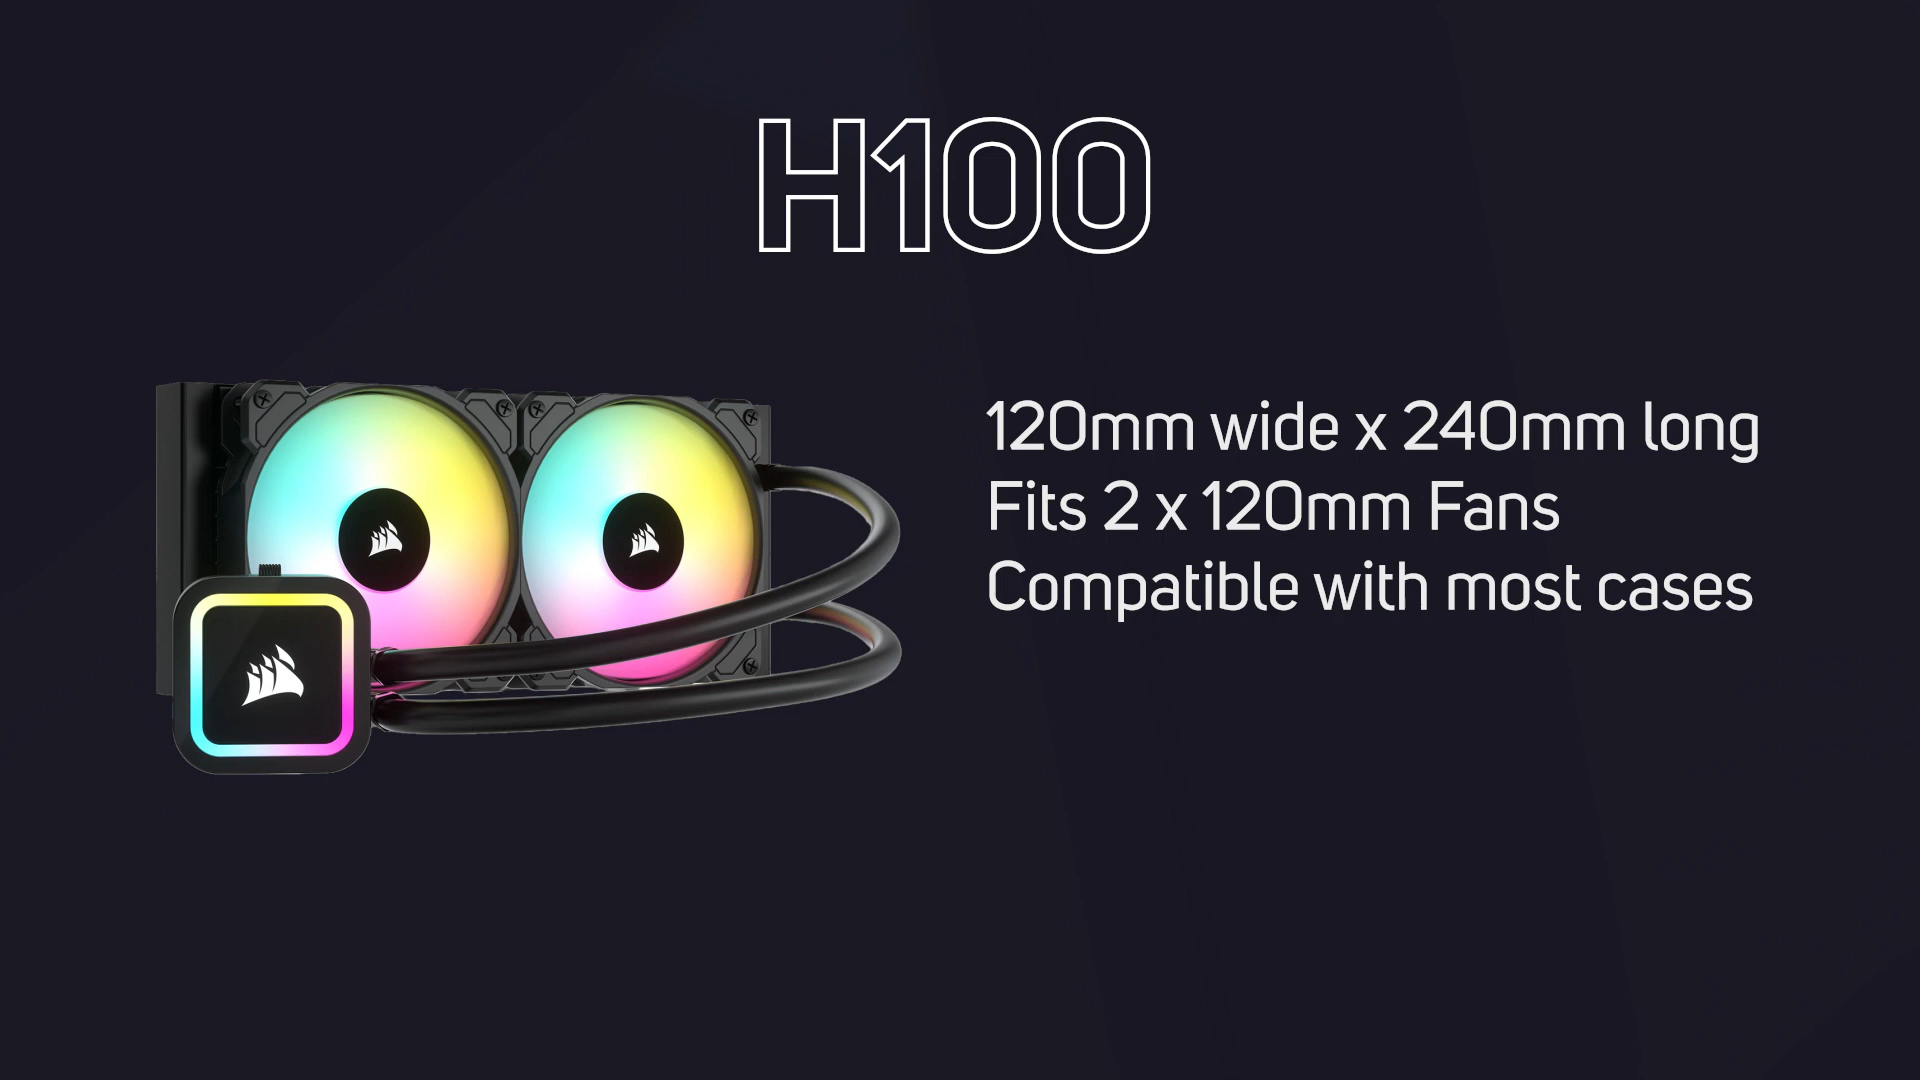 H100
120mm wide x 240mm long
Fits 2 x 120mm Fans
Compatible with most cases